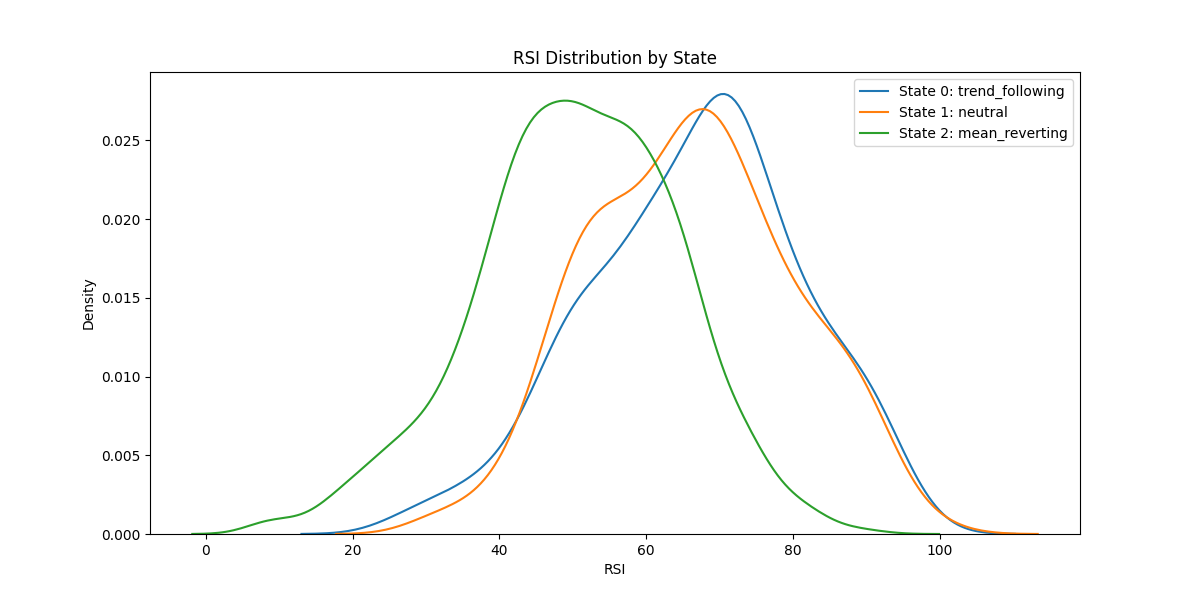 RSI Distribution by State
State 0: trend_following
State 1: neutral
State 2: mean_reverting
Density
0.025
0.020
0.015
0.010
0.005
0.000
0 20 40 60 80 100
RSI